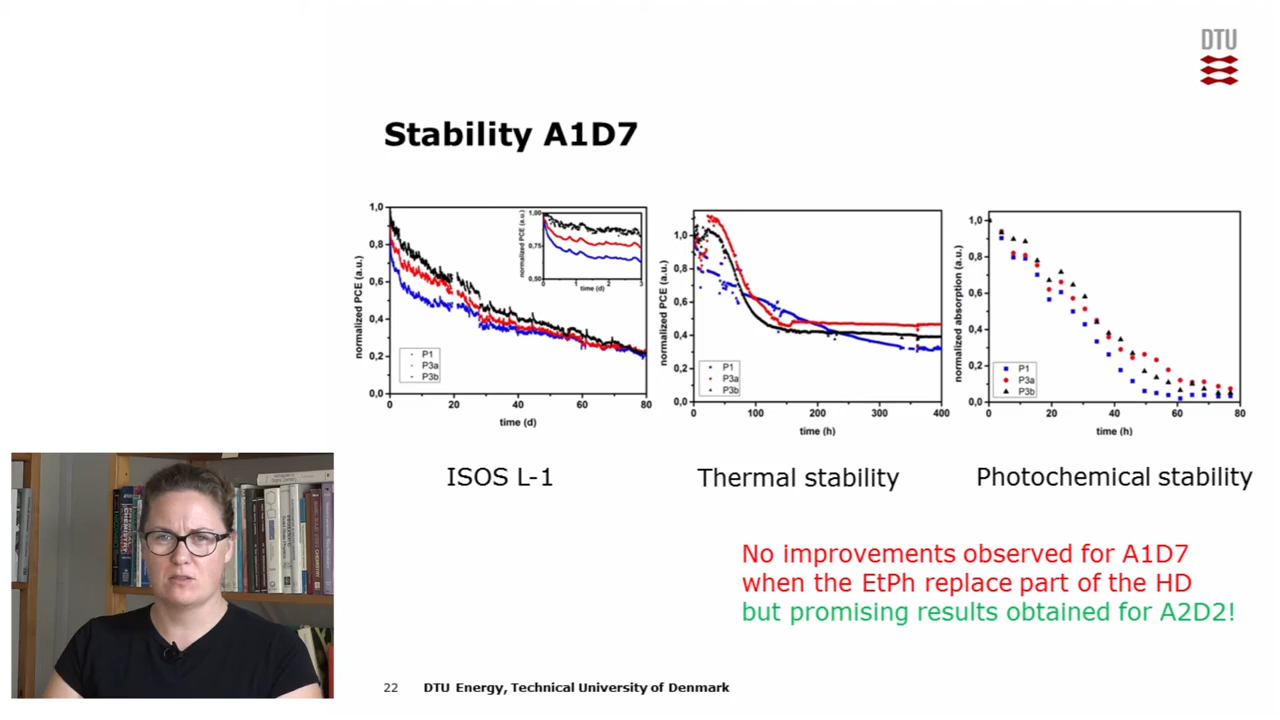 DTU
Stability A1D7
1,0
0,8
0,6
0,4
0,2
0,0
normalized PCE (a.u.)
0
20
40
60
80
time (d)
P1
P3a
P3b
1,00
0,75
0,50
normalized PCE (a.u.)
0
1
2
3
time (d)
1,0
0,8
0,6
0,4
0,2
0,0
normalized PCE (a.u.)
0
100
200
300
400
time (h)
P1
P3a
P3b
1,0
0,8
0,6
0,4
0,2
0,0
normalized absorption (a.u.)
0
20
40
60
80
time (h)
P1
P3a
P3b
ISOS L-1
Thermal stability
Photochemical stability
No improvements observed for A1D7
when the EtPh replace part of the HD
but promising results obtained for A2D2!
22 DTU Energy, Technical University of Denmark